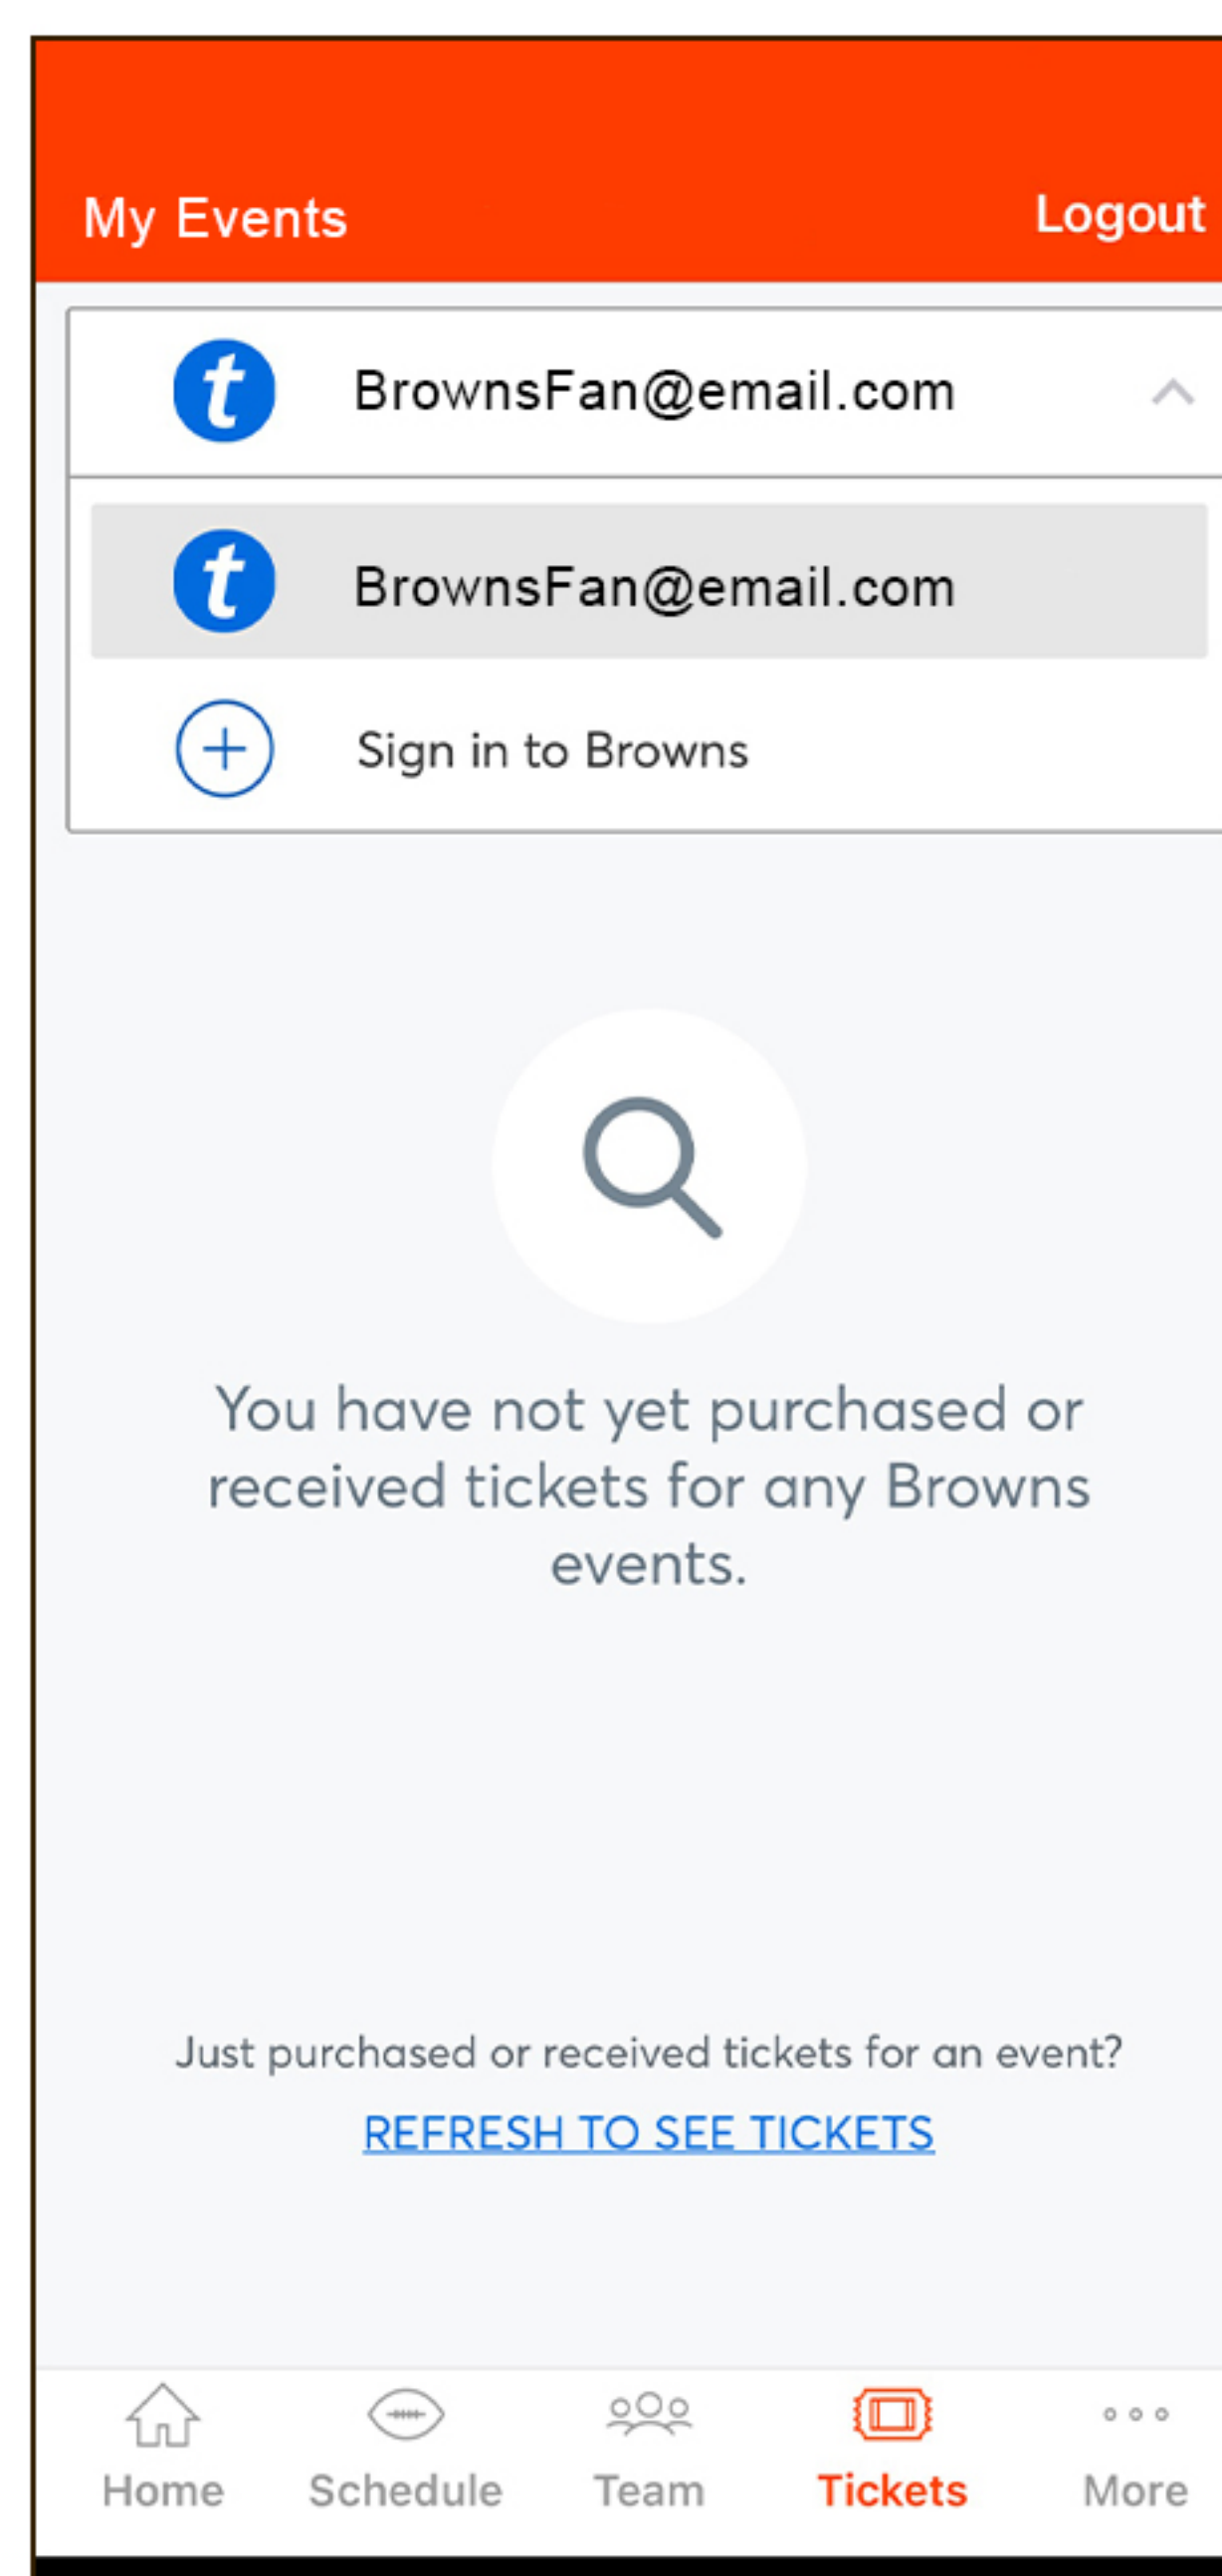 My Events
Logout
t
BrownsFan@email.com
t
BrownsFan@email.com
Sign in to Browns
You have not yet purchased or
received tickets for any Browns
events.
Just purchased or received tickets for an event?
REFRESH TO SEE TICKETS
Home
Schedule
Team
Tickets
More